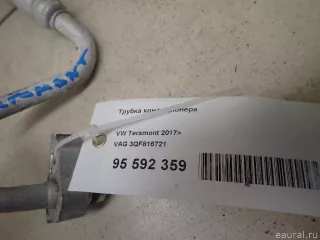 Трубка кондиционера
VW Teramont 2017>
VAG 3QF816721
95 592 359
eaural.ru